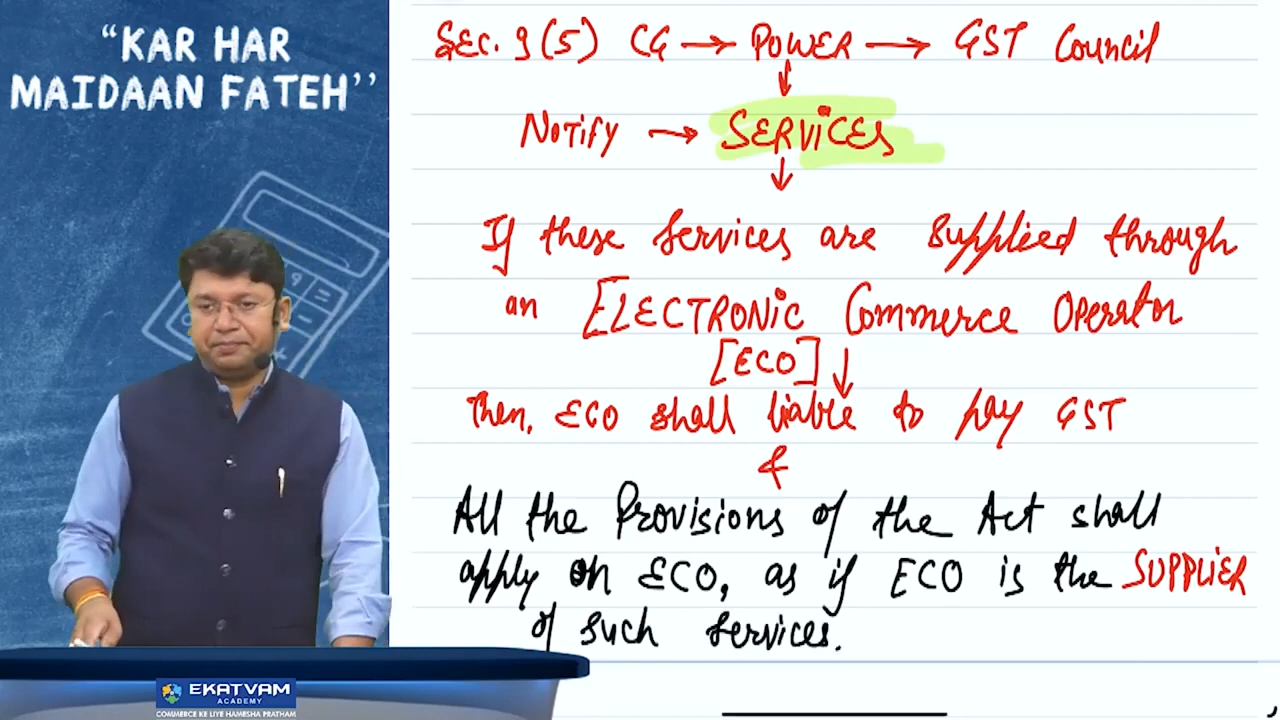 “KAR HAR
MAIDAAN FATEH’’
SEC. 9(5) CG → POWER → GST Council
↓
Notify → SERVICES
↓
If these Services are Supplied through
an [ELECTRONIC Commerce Operator
[ECO] ↓
Then, ECO shall liable to pay GST
&
All the Provisions of the Act shall
apply on ECO, as if ECO is the SUPPLIER
of such Services.
EKATVAM
ACADEMY
COMMERCE KE LIYE HAMESHA PRATHAM